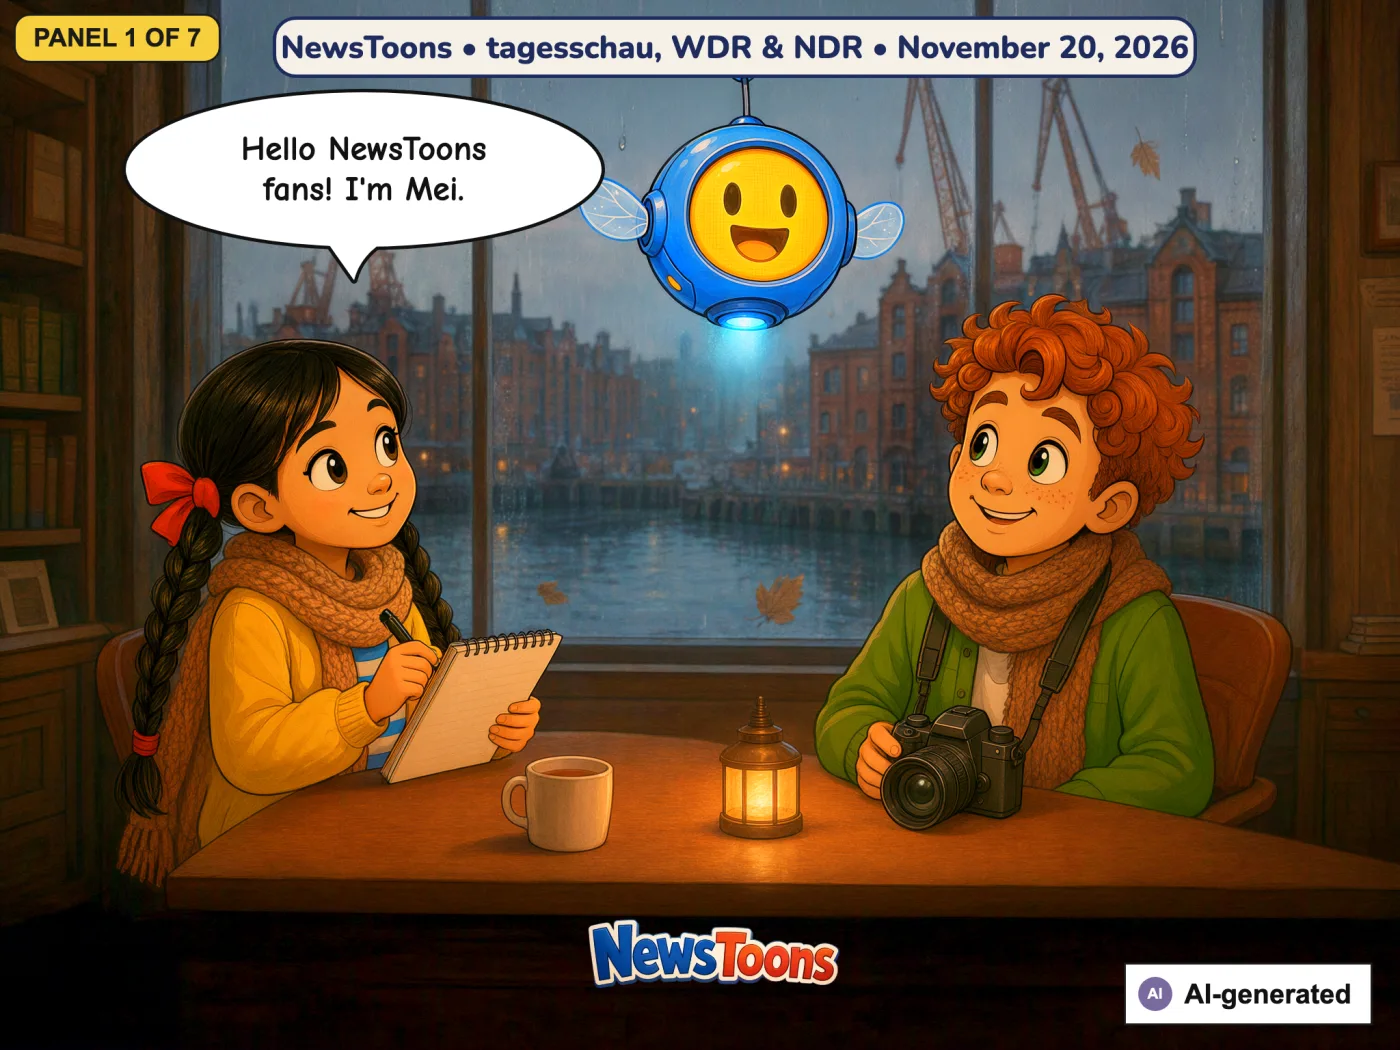 PANEL 1 OF 7
NewsToons • tagesschau, WDR & NDR • November 20, 2026
Hello NewsToons
fans! I'm Mei.
NewsToons
AI AI-generated